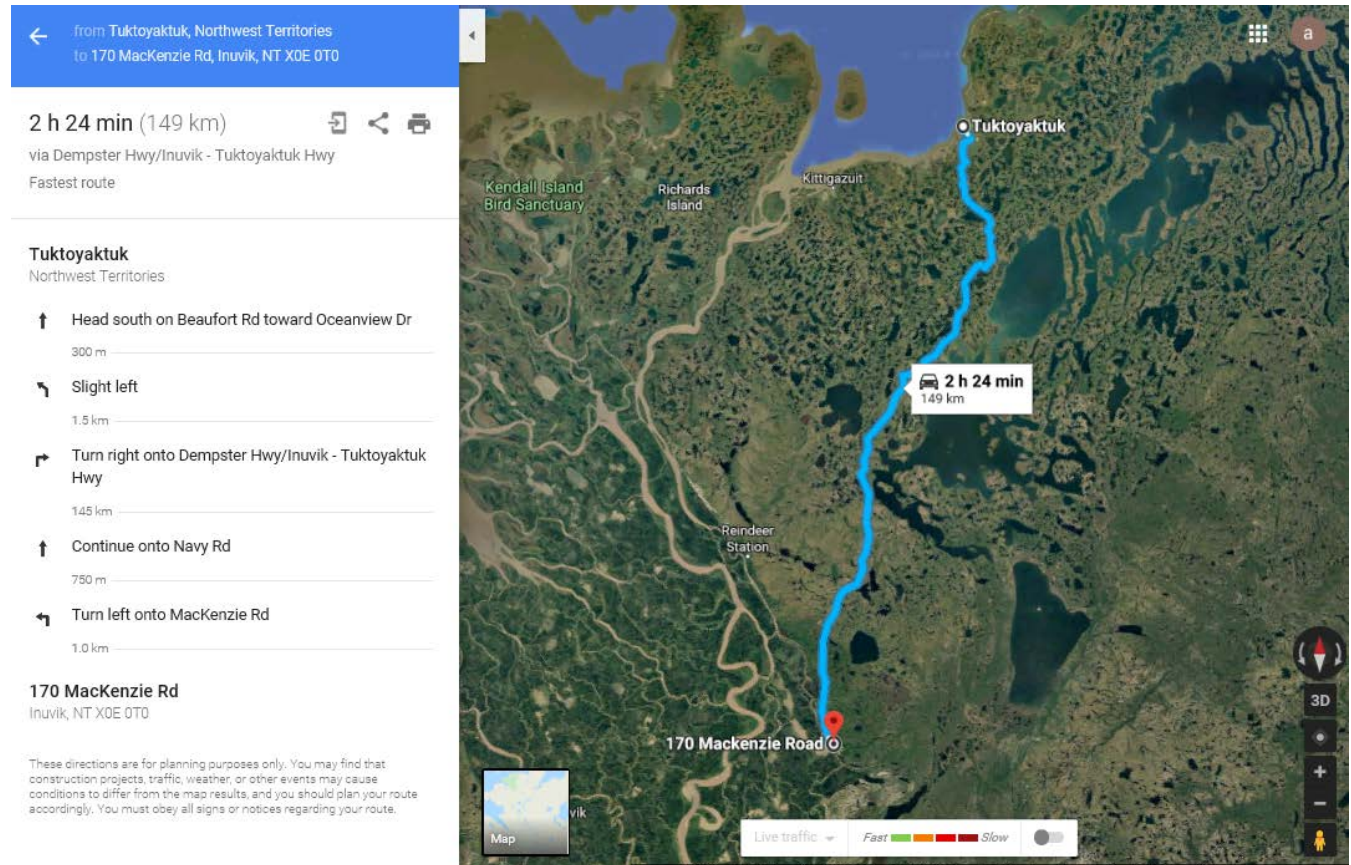 from Tuktoyaktuk, Northwest Territories
to 170 MacKenzie Rd, Inuvik, NT X0E 0T0
2 h 24 min (149 km)
via Dempster Hwy/Inuvik - Tuktoyaktuk Hwy
Fastest route
Tuktoyaktuk
Northwest Territories
Head south on Beaufort Rd toward Oceanview Dr
300 m
Slight left
1.5 km
Turn right onto Dempster Hwy/Inuvik - Tuktoyaktuk
Hwy
145 km
Continue onto Navy Rd
750 m
Turn left onto MacKenzie Rd
1.0 km
170 MacKenzie Rd
Inuvik, NT X0E 0T0
These directions are for planning purposes only. You may find that
construction projects, traffic, weather, or other events may cause
conditions to differ from the map results, and you should plan your route
accordingly. You must obey all signs or notices regarding your route.
a
Tuktoyaktuk
Kittigazuit
Kendall Island
Bird Sanctuary
Richards
Island
2 h 24 min
149 km
Reindeer
Station
170 Mackenzie Road
3D
vik
Map
Live traffic
Fast
Slow